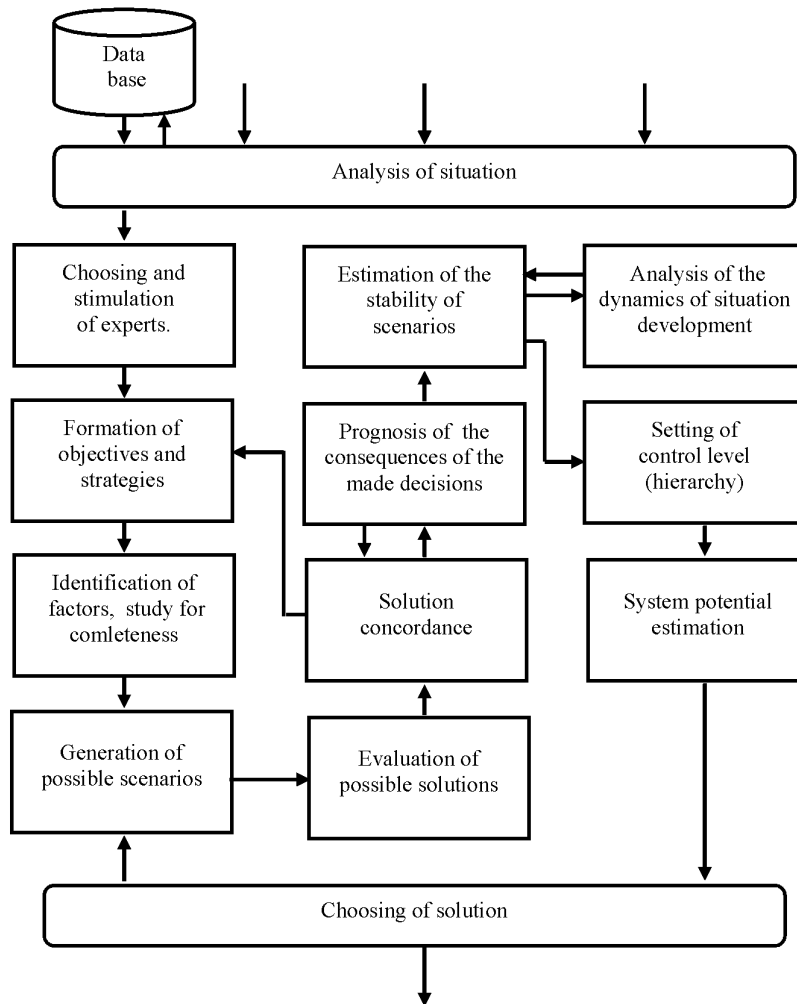 Data
base
Analysis of situation
Choosing and
stimulation
of experts.
Estimation of the
stability of
scenarios
Analysis of the
dynamics of situation
development
Formation of
objectives and
strategies
Prognosis of the
consequences of the
made decisions
Setting of
control level
(hierarchy)
Identification of
factors, study for
comleteness
Solution
concordance
System potential
estimation
Generation of
possible scenarios
Evaluation of
possible solutions
Choosing of solution